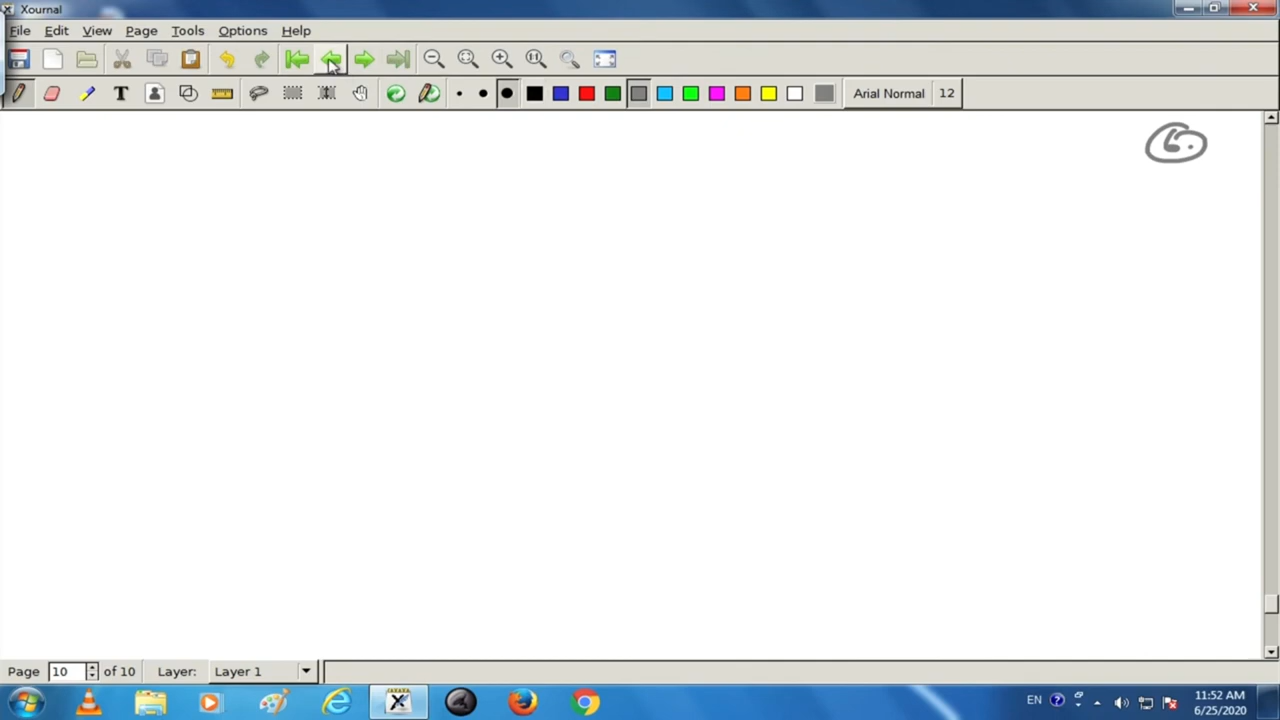 Xournal
File Edit View Page Tools Options Help
T Arial Normal 12
6.
Page 10 of 10 Layer: Layer 1
EN 11:52 AM
6/25/2020